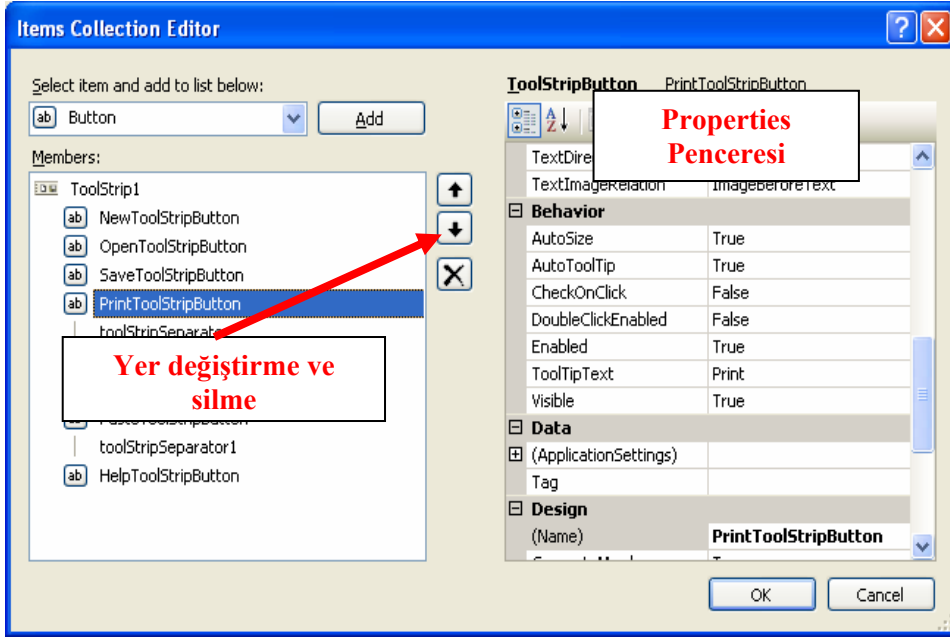 Items Collection Editor
Select item and add to list below:
Button
Add
Members:
ToolStrip1
NewToolStripButton
OpenToolStripButton
SaveToolStripButton
PrintToolStripButton
Yer değiştirme ve
silme
toolStripSeparator1
HelpToolStripButton
ToolStripButton PrintToolStripButton
Properties
Penceresi
TextImageRelation ImageBeforeText
Behavior
AutoSize True
AutoToolTip True
CheckOnClick False
DoubleClickEnabled False
Enabled True
ToolTipText Print
Visible True
Data
(ApplicationSettings)
Tag
Design
(Name) PrintToolStripButton
OK Cancel